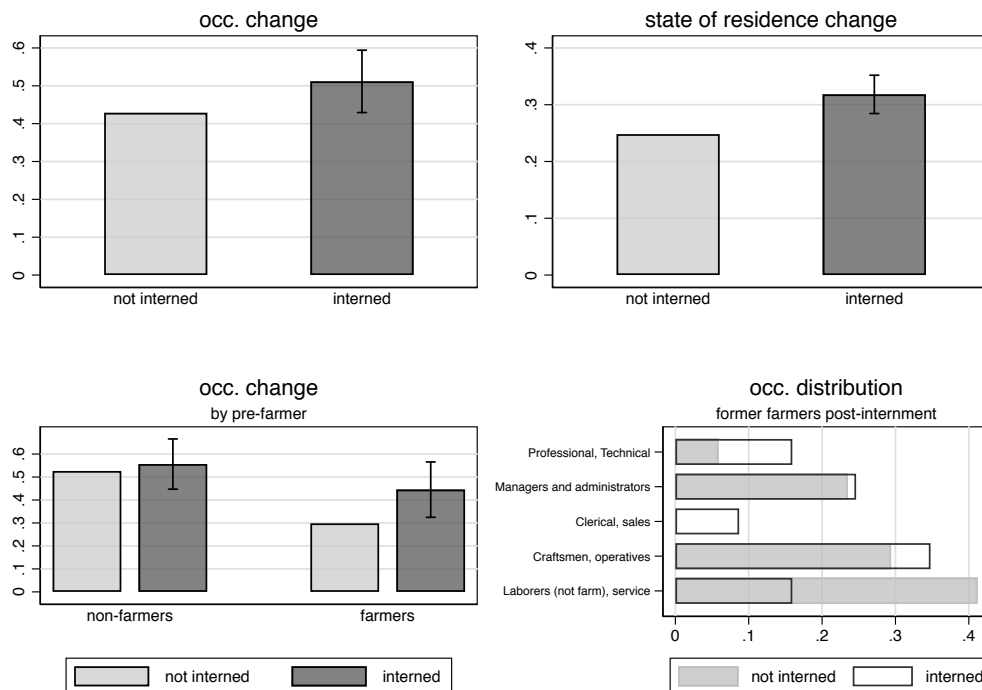 occ. change
.6
.5
.4
.3
.2
.1
0
not interned
interned
state of residence change
.4
.3
.2
.1
0
not interned
interned
occ. change
by pre-farmer
.6
.5
.4
.3
.2
.1
0
non-farmers
farmers
not interned
interned
occ. distribution
former farmers post-internment
Professional, Technical
Managers and administrators
Clerical, sales
Craftsmen, operatives
Laborers (not farm), service
0 .1 .2 .3 .4
not interned
interned